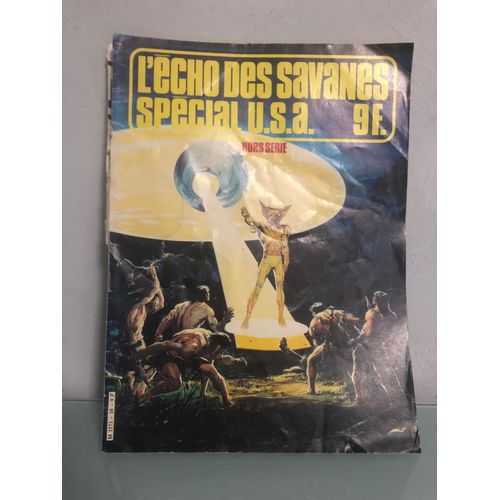 L'ECHO DES SAVANES
SPECIAL U.S.A. 9F.
HORS SERIE